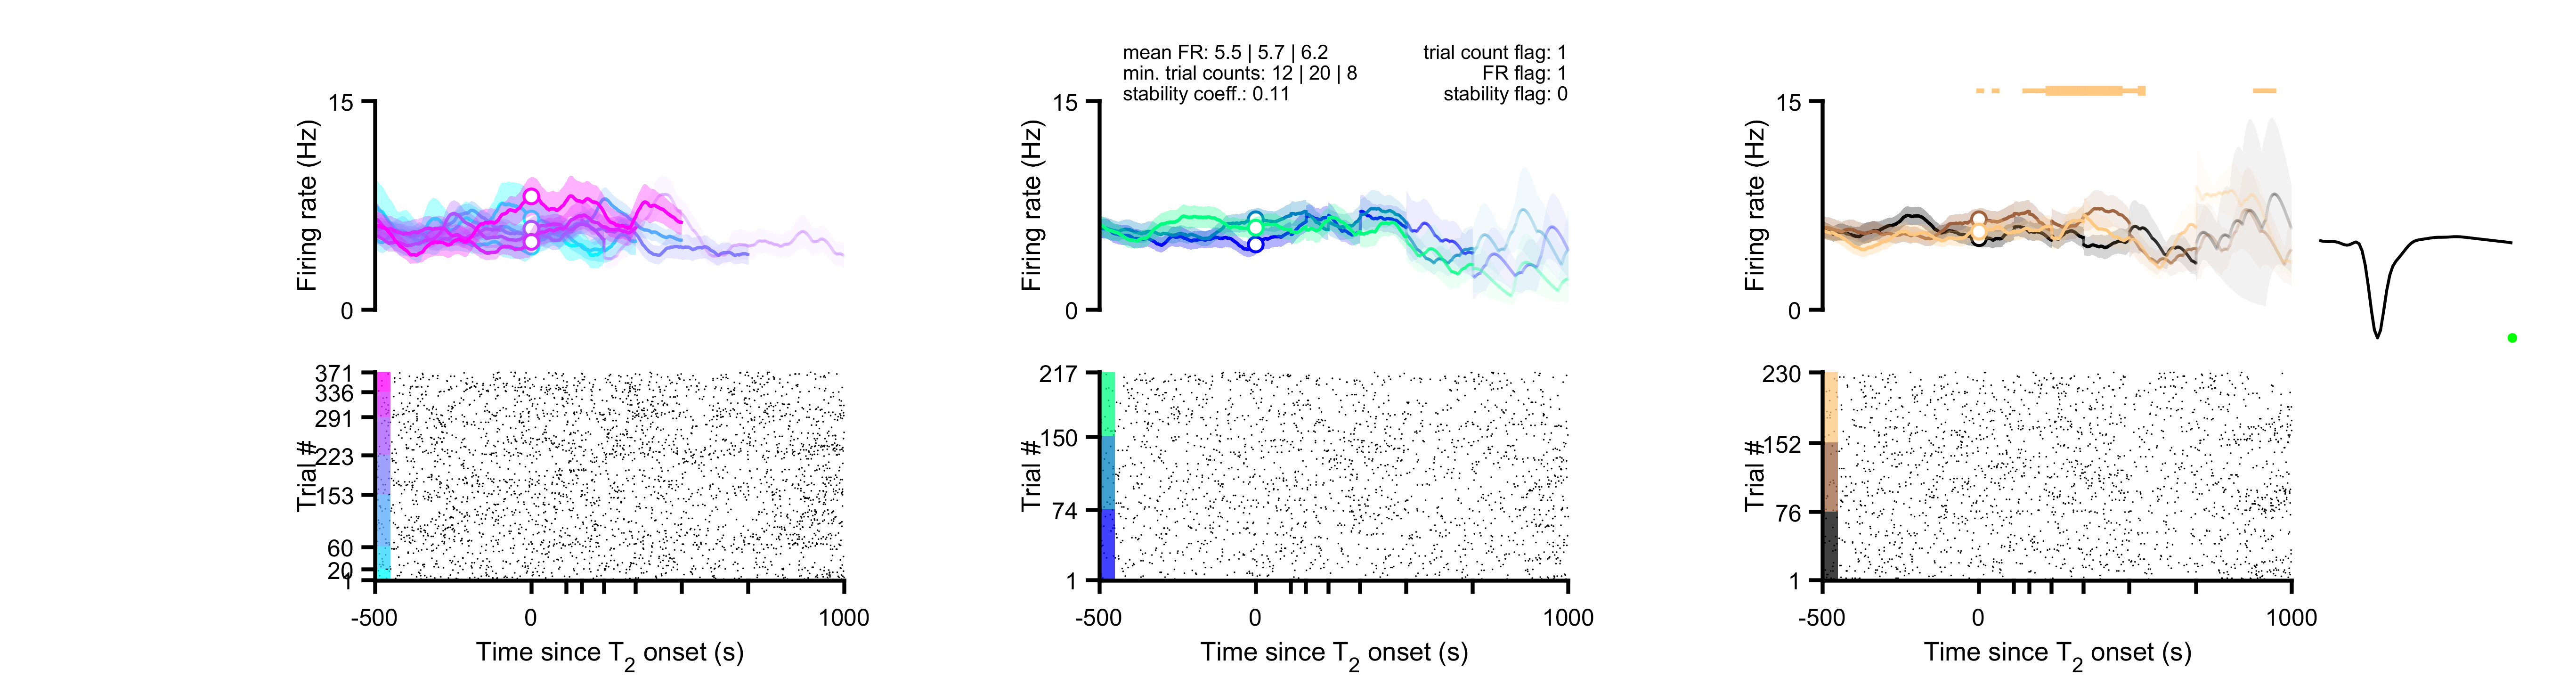 mean FR: 5.5 | 5.7 | 6.2
min. trial counts: 12 | 20 | 8
stability coeff.: 0.11
trial count flag: 1
FR flag: 1
stability flag: 0
15
Firing rate (Hz)
0
15
Firing rate (Hz)
0
15
Firing rate (Hz)
0
371
336
291
223
153
60
20
1
Trial #
-500
0
1000
Time since T2 onset (s)
217
150
74
1
Trial #
-500
0
1000
Time since T2 onset (s)
230
152
76
1
Trial #
-500
0
1000
Time since T2 onset (s)